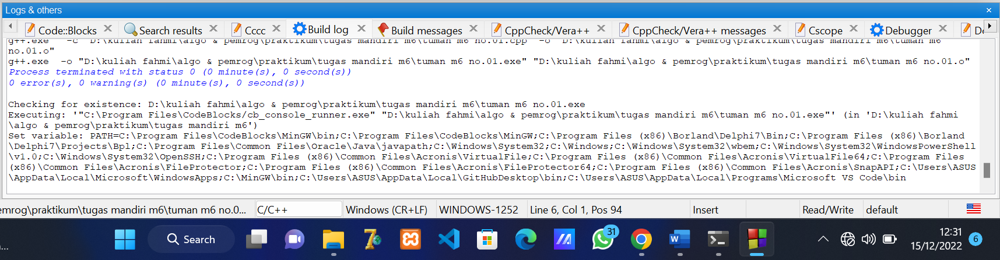 Logs & others
Code::Blocks
Search results
Cccc
Build log
Build messages
CppCheck/Vera++
CppCheck/Vera++ messages
Cscope
Debugger
g++.exe -c "D:\kuliah fahmi\algo & pemrog\praktikum\tugas mandiri m6\tuman m6 no.01.cpp" -o "D:\kuliah fahmi\algo & pemrog\praktikum\tugas mandiri m6\tuman m6
no.01.o"
g++.exe  -o "D:\kuliah fahmi\algo & pemrog\praktikum\tugas mandiri m6\tuman m6 no.01.exe" "D:\kuliah fahmi\algo & pemrog\praktikum\tugas mandiri m6\tuman m6 no.01.o"
Process terminated with status 0 (0 minute(s), 0 second(s))
0 error(s), 0 warning(s) (0 minute(s), 0 second(s))
Checking for existence: D:\kuliah fahmi\algo & pemrog\praktikum\tugas mandiri m6\tuman m6 no.01.exe
Executing: '"C:\Program Files\CodeBlocks/cb_console_runner.exe" "D:\kuliah fahmi\algo & pemrog\praktikum\tugas mandiri m6\tuman m6 no.01.exe"' (in 'D:\kuliah fahmi
\algo & pemrog\praktikum\tugas mandiri m6')
Set variable: PATH=C:\Program Files\CodeBlocks\MinGW\bin;C:\Program Files\CodeBlocks\MinGW;C:\Program Files (x86)\Borland\Delphi7\Bin;C:\Program Files (x86)\Borland
\Delphi7\Projects\Bpl;C:\Program Files\Common Files\Oracle\Java\javapath;C:\Windows\System32;C:\Windows;C:\Windows\System32\wbem;C:\Windows\System32\WindowsPowerShell
\v1.0;C:\Windows\System32\OpenSSH;C:\Program Files (x86)\Common Files\Acronis\VirtualFile;C:\Program Files (x86)\Common Files\Acronis\VirtualFile64;C:\Program Files
(x86)\Common Files\Acronis\FileProtector;C:\Program Files (x86)\Common Files\Acronis\FileProtector64;C:\Program Files (x86)\Common Files\Acronis\SnapAPI;C:\Users\ASUS
\AppData\Local\Microsoft\WindowsApps;C:\MinGW\bin;C:\Users\ASUS\AppData\Local\GitHubDesktop\bin;C:\Users\ASUS\AppData\Local\Programs\Microsoft VS Code\bin
emrog\praktikum\tugas mandiri m6\tuman m6 no.0...
C/C++
Windows (CR+LF)
WINDOWS-1252
Line 6, Col 1, Pos 94
Insert
Read/Write
default
Search
31
12:31
15/12/2022
6